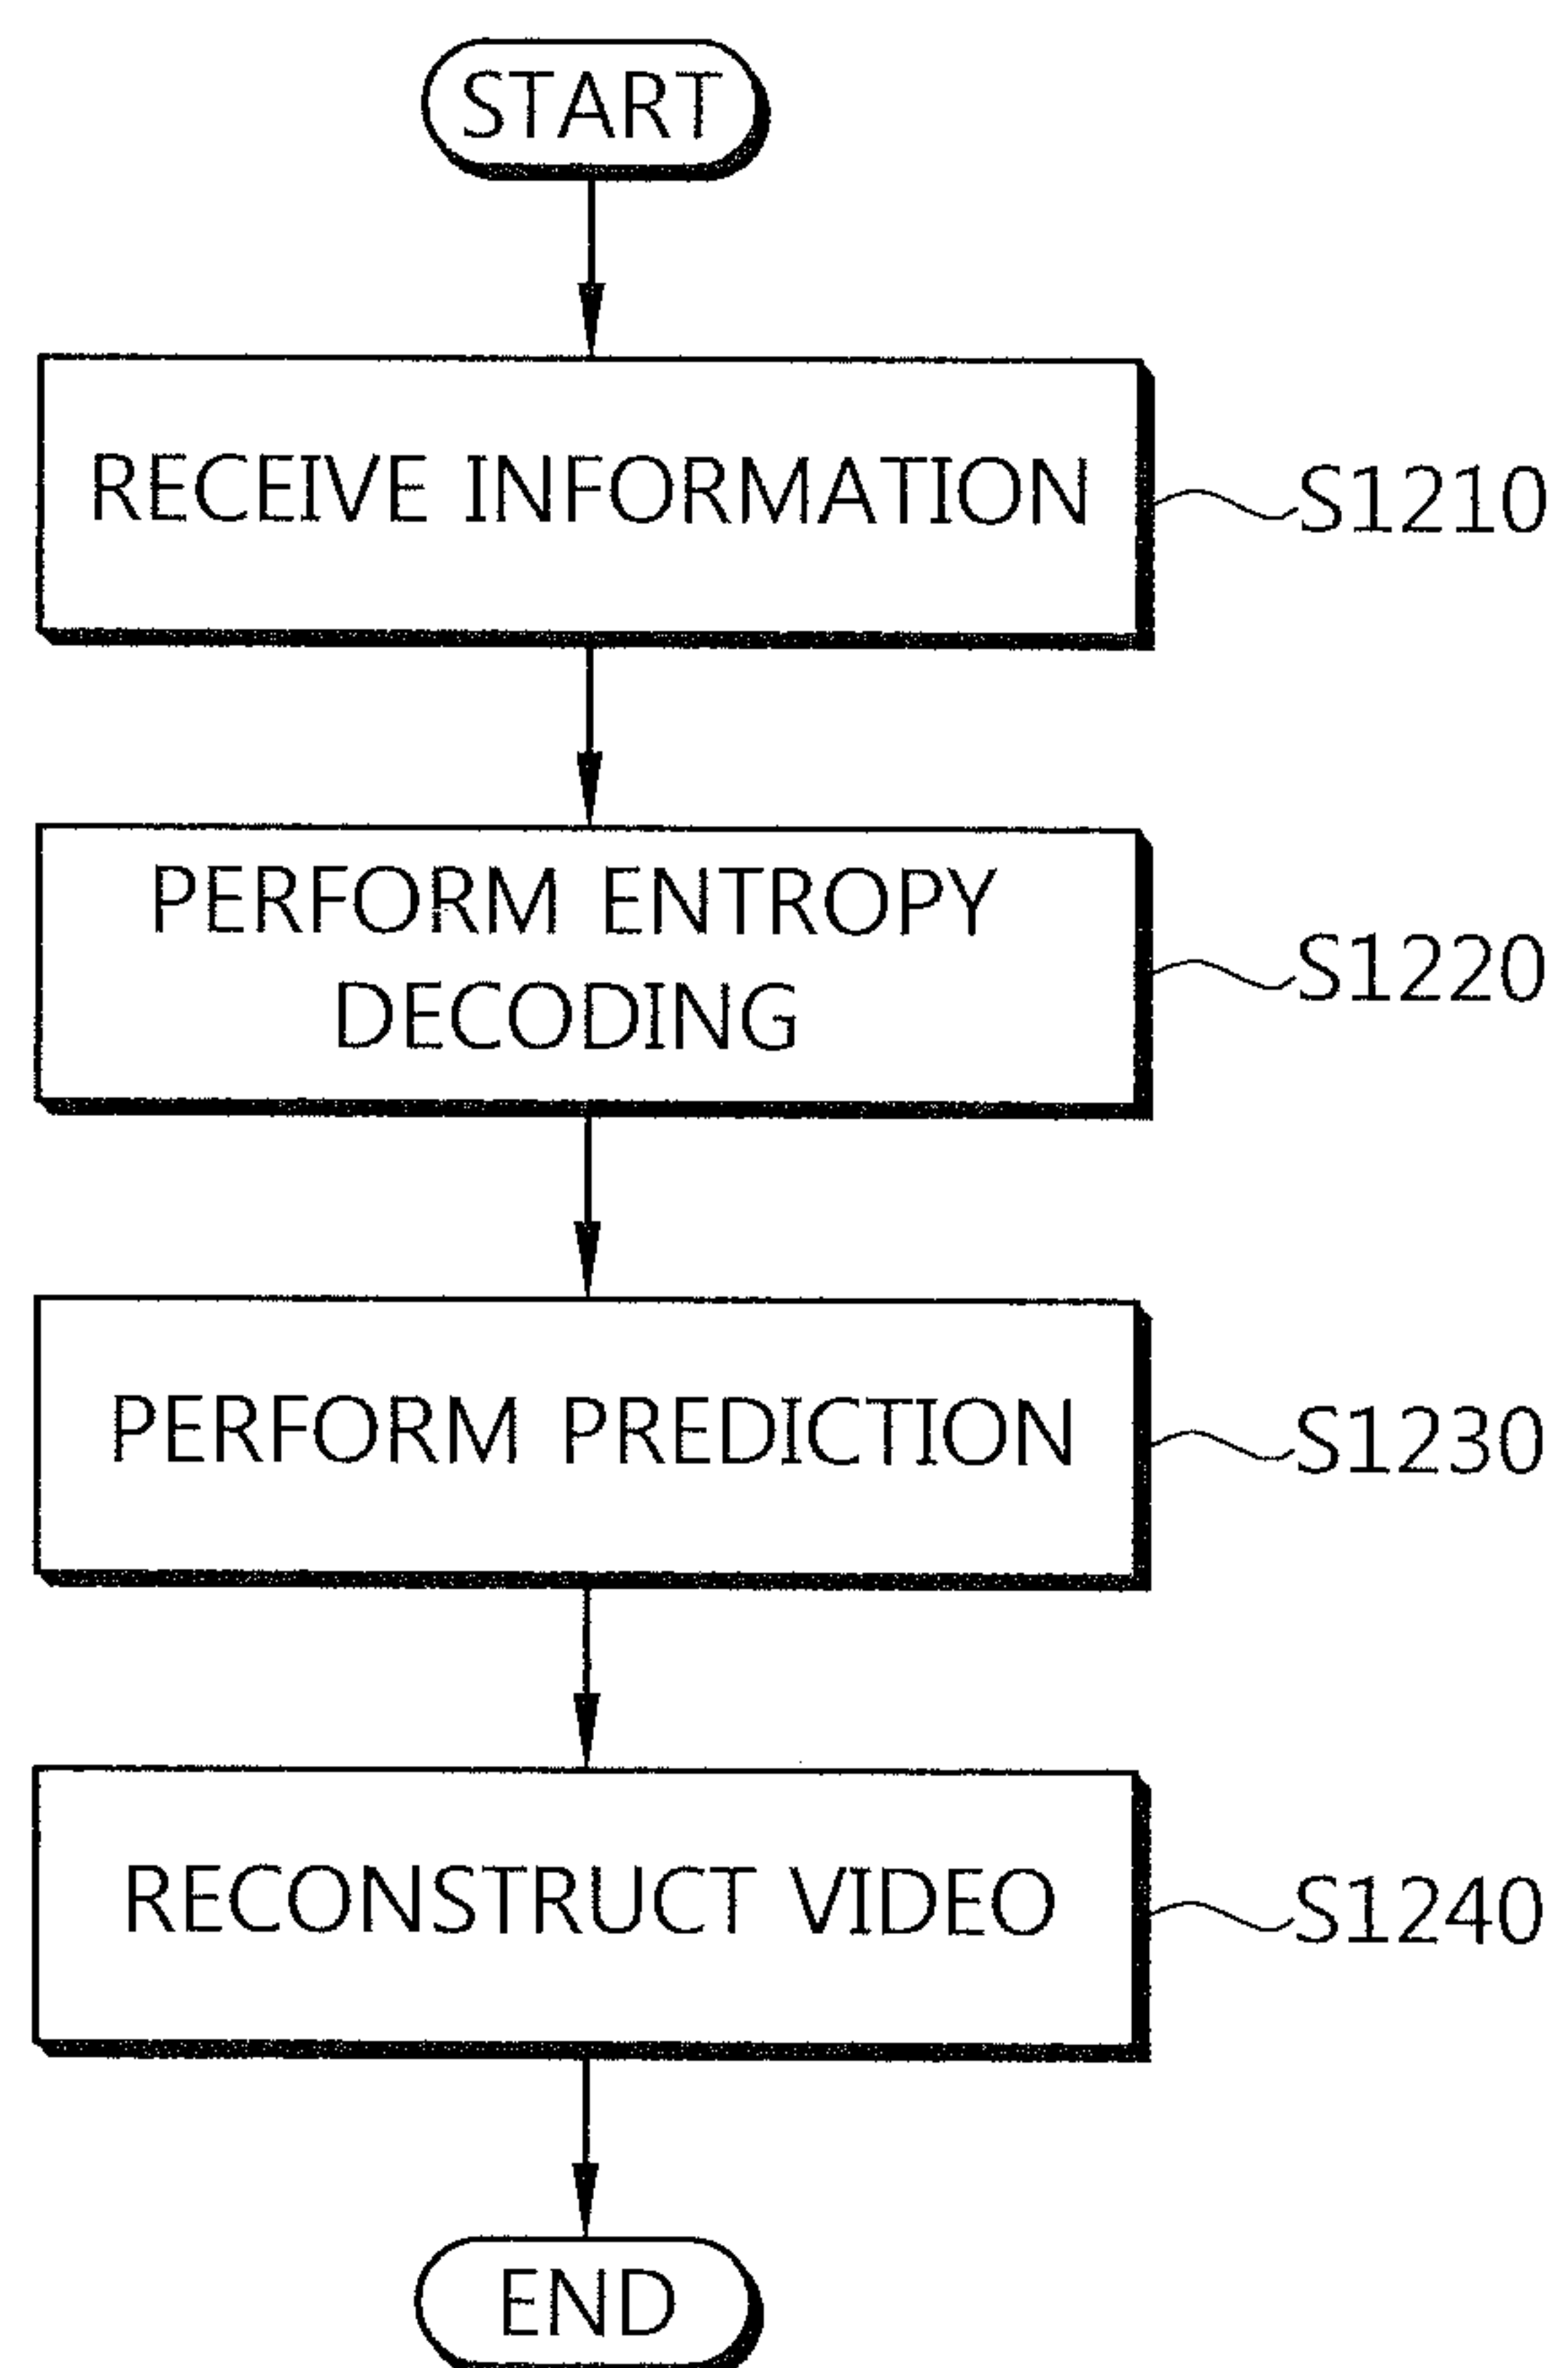 START
RECEIVE INFORMATION
S1210
PERFORM ENTROPY
DECODING
S1220
PERFORM PREDICTION
S1230
RECONSTRUCT VIDEO
S1240
END